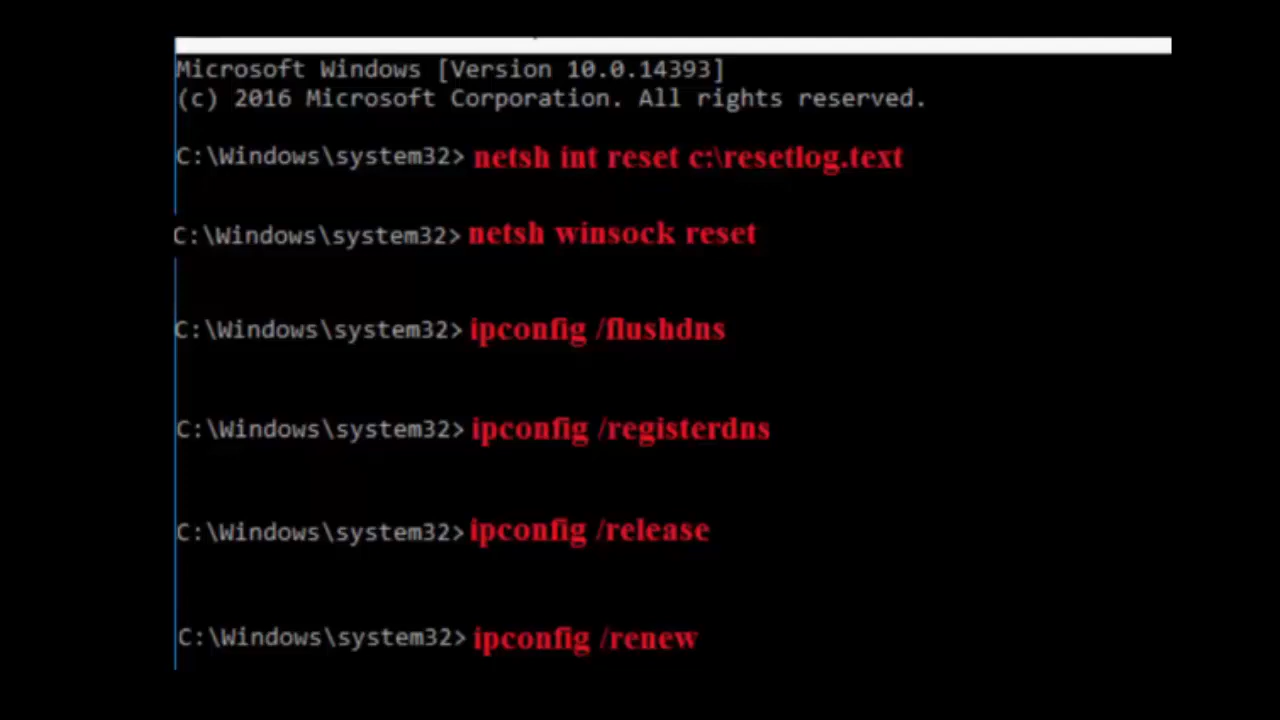 Microsoft Windows [Version 10.0.14393]
(c) 2016 Microsoft Corporation. All rights reserved.
C:\Windows\system32> netsh int reset c:\resetlog.text
C:\Windows\system32> netsh winsock reset
C:\Windows\system32> ipconfig /flushdns
C:\Windows\system32> ipconfig /registerdns
C:\Windows\system32> ipconfig /release
C:\Windows\system32> ipconfig /renew